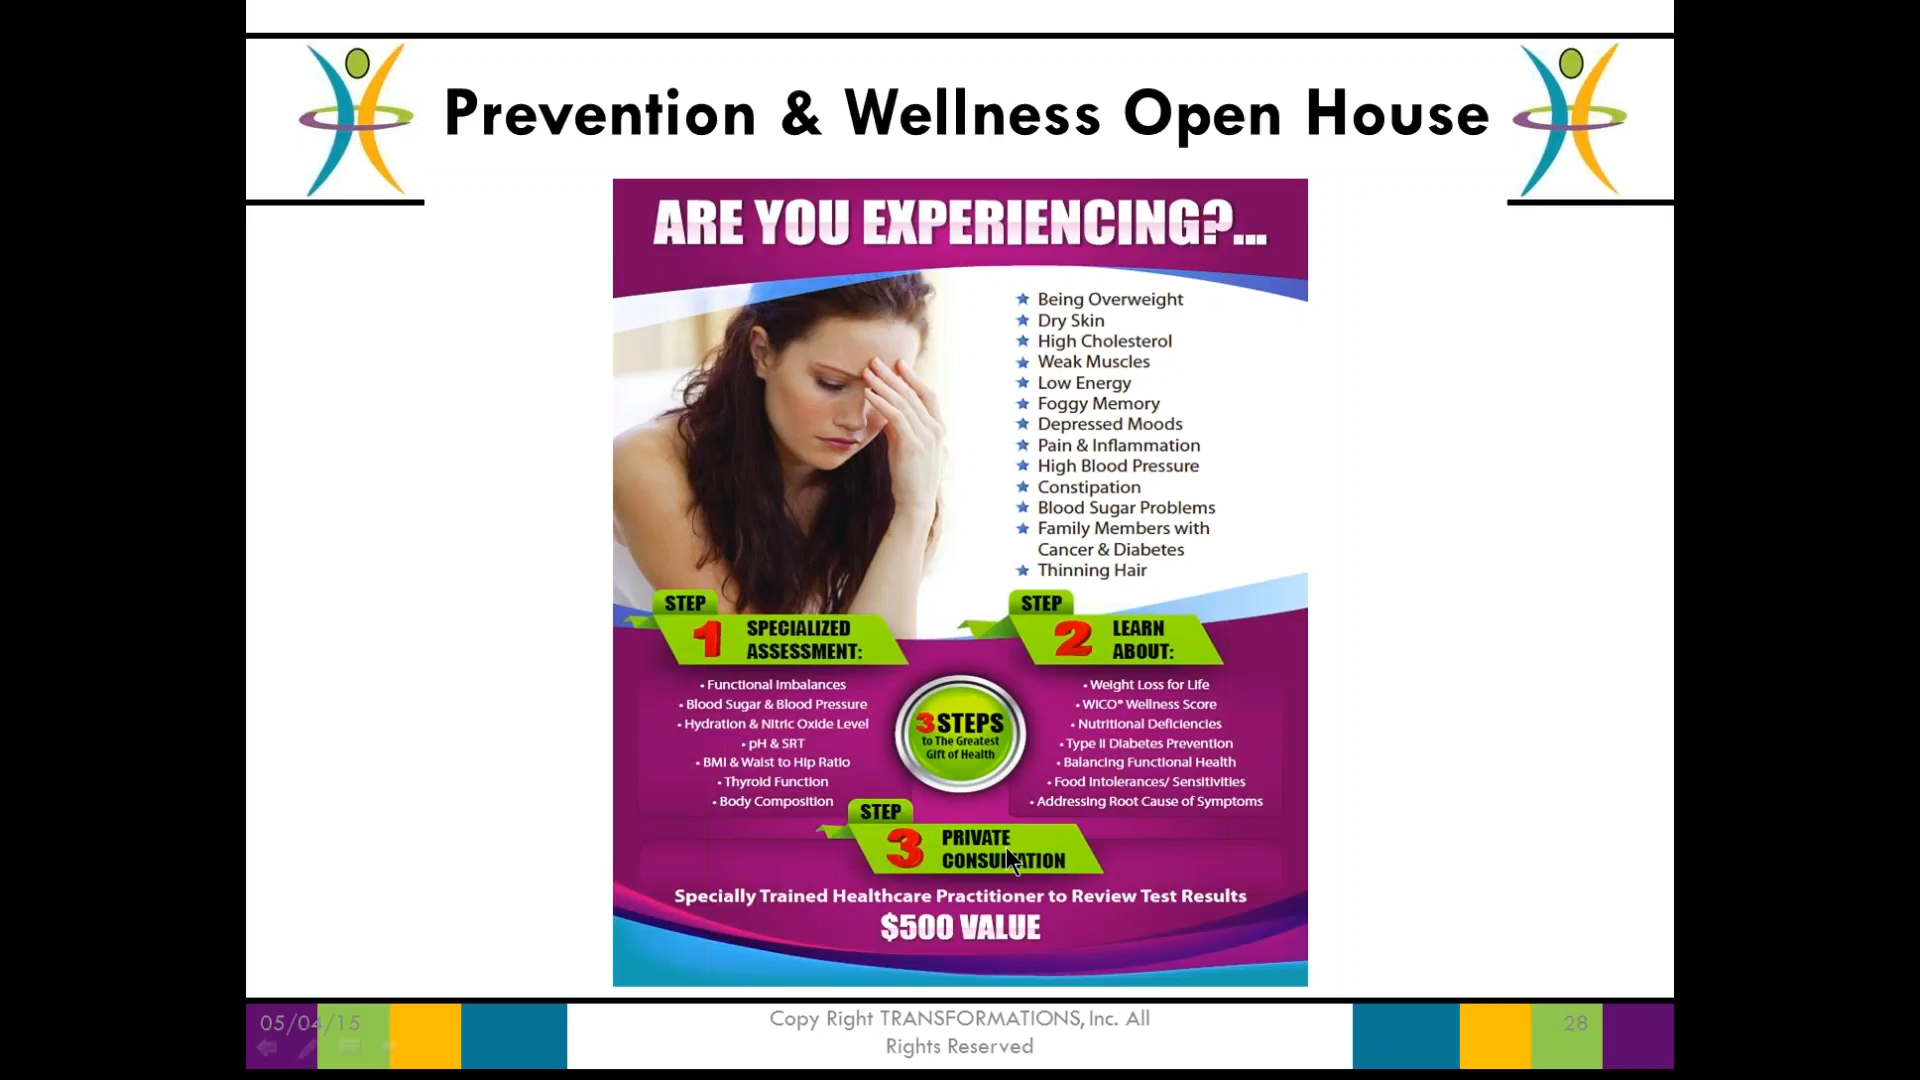 Prevention & Wellness Open House
ARE YOU EXPERIENCING?...
Being Overweight
Dry Skin
High Cholesterol
Weak Muscles
Low Energy
Foggy Memory
Depressed Moods
Pain & Inflammation
High Blood Pressure
Constipation
Blood Sugar Problems
Family Members with
Cancer & Diabetes
Thinning Hair
STEP
1 SPECIALIZED
ASSESSMENT:
• Functional Imbalances
• Blood Sugar & Blood Pressure
• Hydration & Nitric Oxide Level
• pH & SRT
• BMI & Waist to Hip Ratio
• Thyroid Function
• Body Composition
3 STEPS
to The Greatest
Gift of Health
STEP
2 LEARN
ABOUT:
• Weight Loss for Life
• WICO® Wellness Score
• Nutritional Deficiencies
• Type II Diabetes Prevention
• Balancing Functional Health
• Food Intolerances/ Sensitivities
• Addressing Root Cause of Symptoms
STEP
3 PRIVATE
CONSULTATION
Specially Trained Healthcare Practitioner to Review Test Results
$500 VALUE
05/04/15
Copy Right TRANSFORMATIONS, Inc. All
Rights Reserved
28